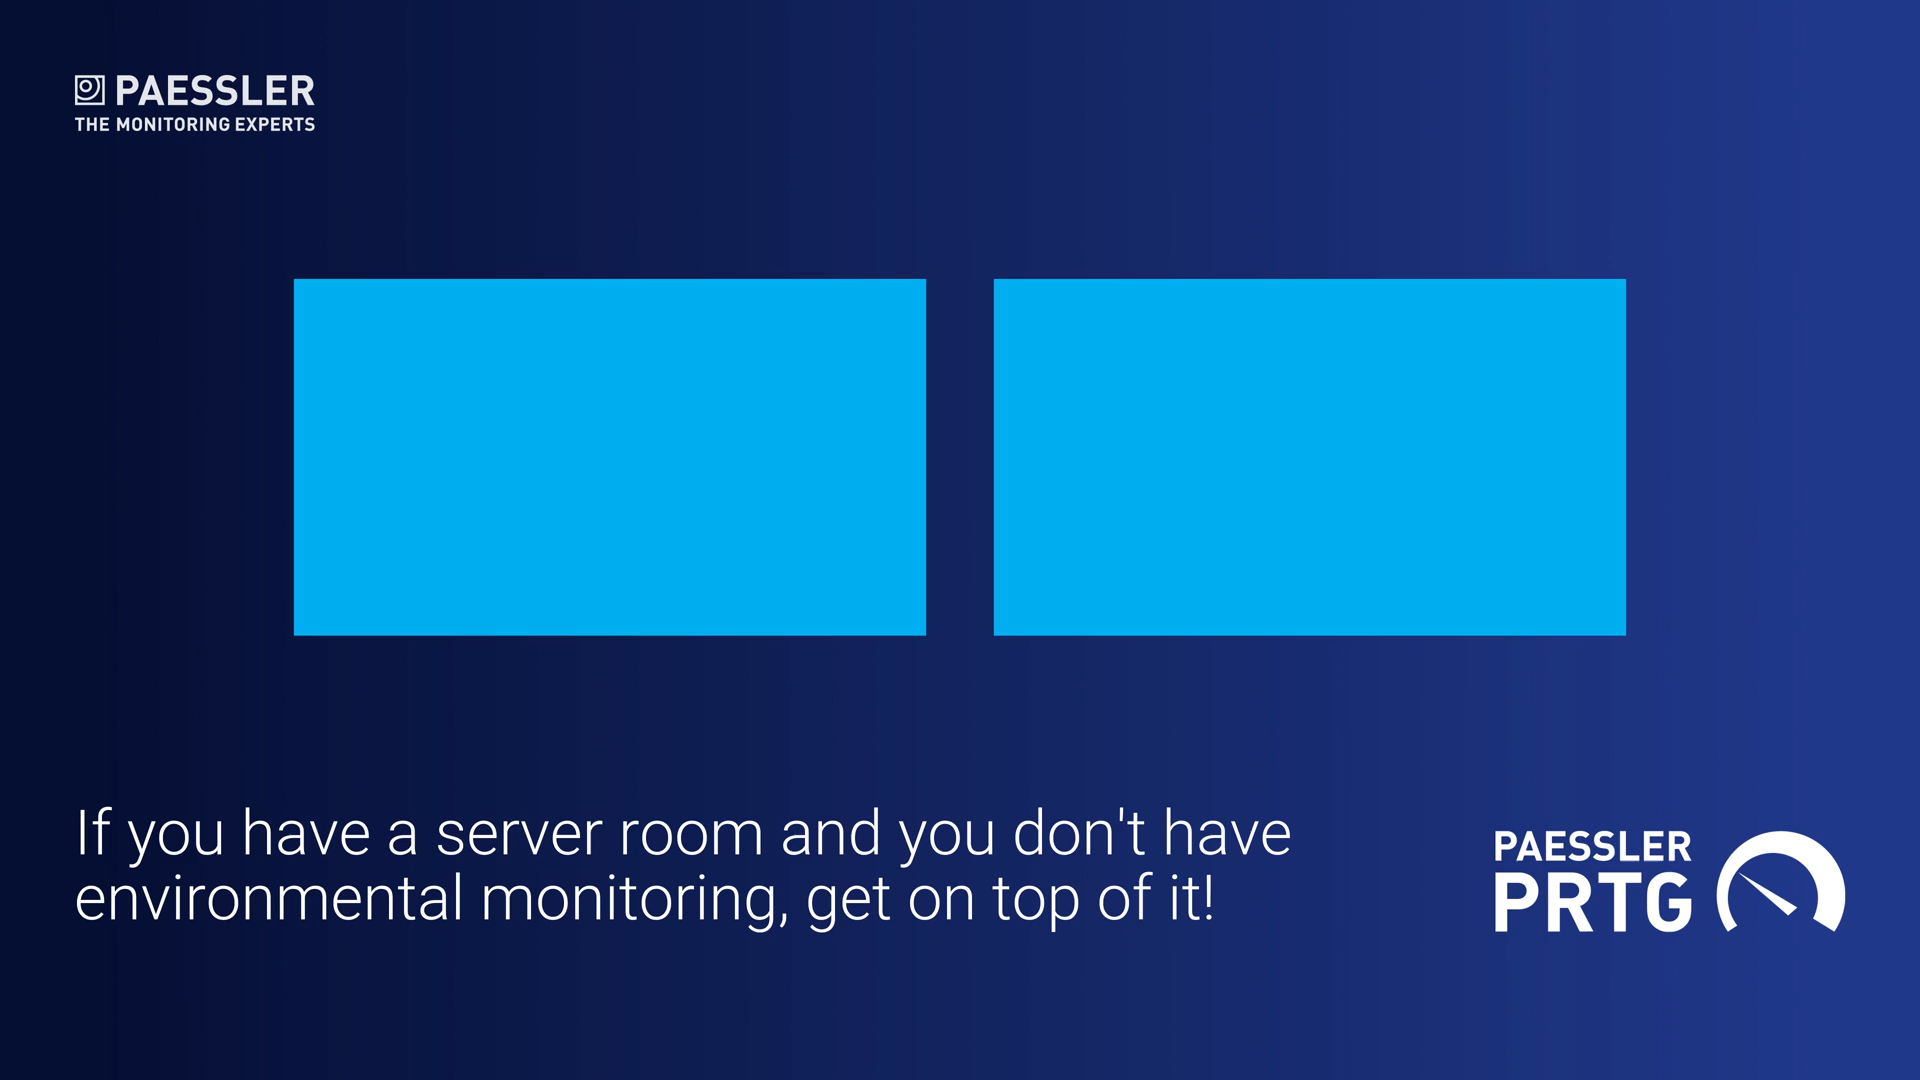 PAESSLER
THE MONITORING EXPERTS
If you have a server room and you don't have
environmental monitoring, get on top of it!
PAESSLER
PRTG